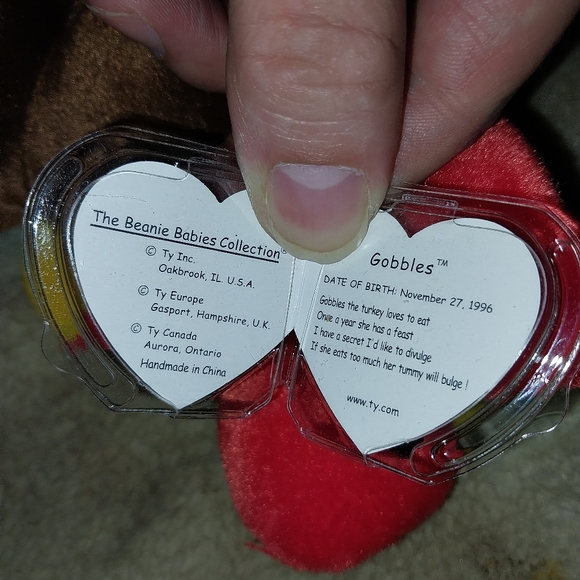 The Beanie Babies Collection®
© Ty Inc.
Oakbrook, IL. U.S.A.
© Ty Europe
Gasport, Hampshire, U.K.
© Ty Canada
Aurora, Ontario
Handmade in China
Gobbles™
DATE OF BIRTH: November 27, 1996
Gobbles the turkey loves to eat
Once a year she has a feast
I have a secret I'd like to divulge
If she eats too much her tummy will bulge !
www.ty.com